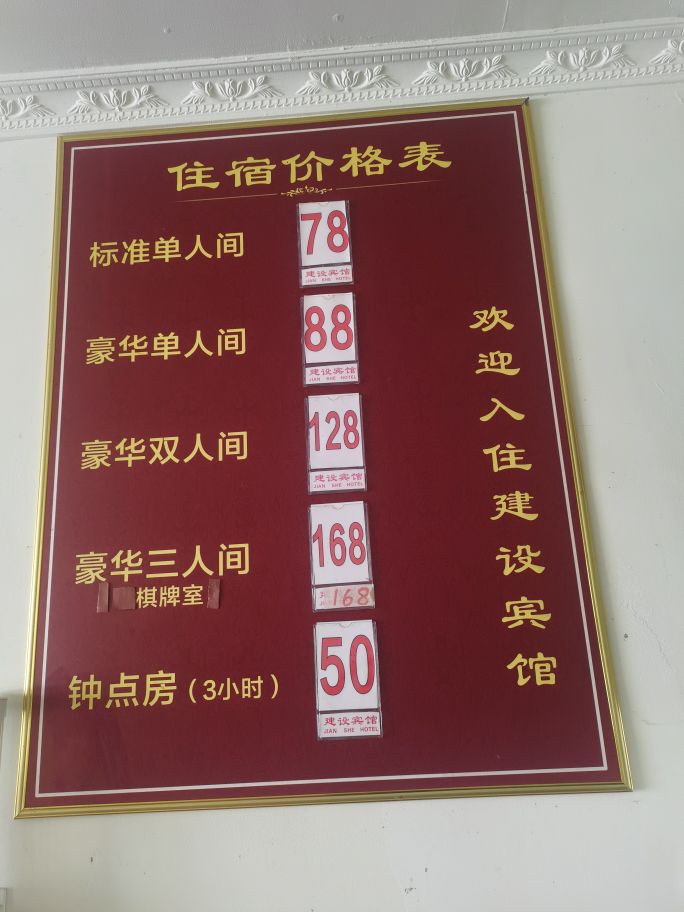 住宿价格表
标准单人间 78
建设宾馆
JIAN SHE HOTEL
豪华单人间 88
建设宾馆
JIAN SHE HOTEL
豪华双人间 128
建设宾馆
JIAN SHE HOTEL
豪华三人间 168
棋牌室 168
钟点房（3小时） 50
建设宾馆
JIAN SHE HOTEL
欢迎入住建设宾馆